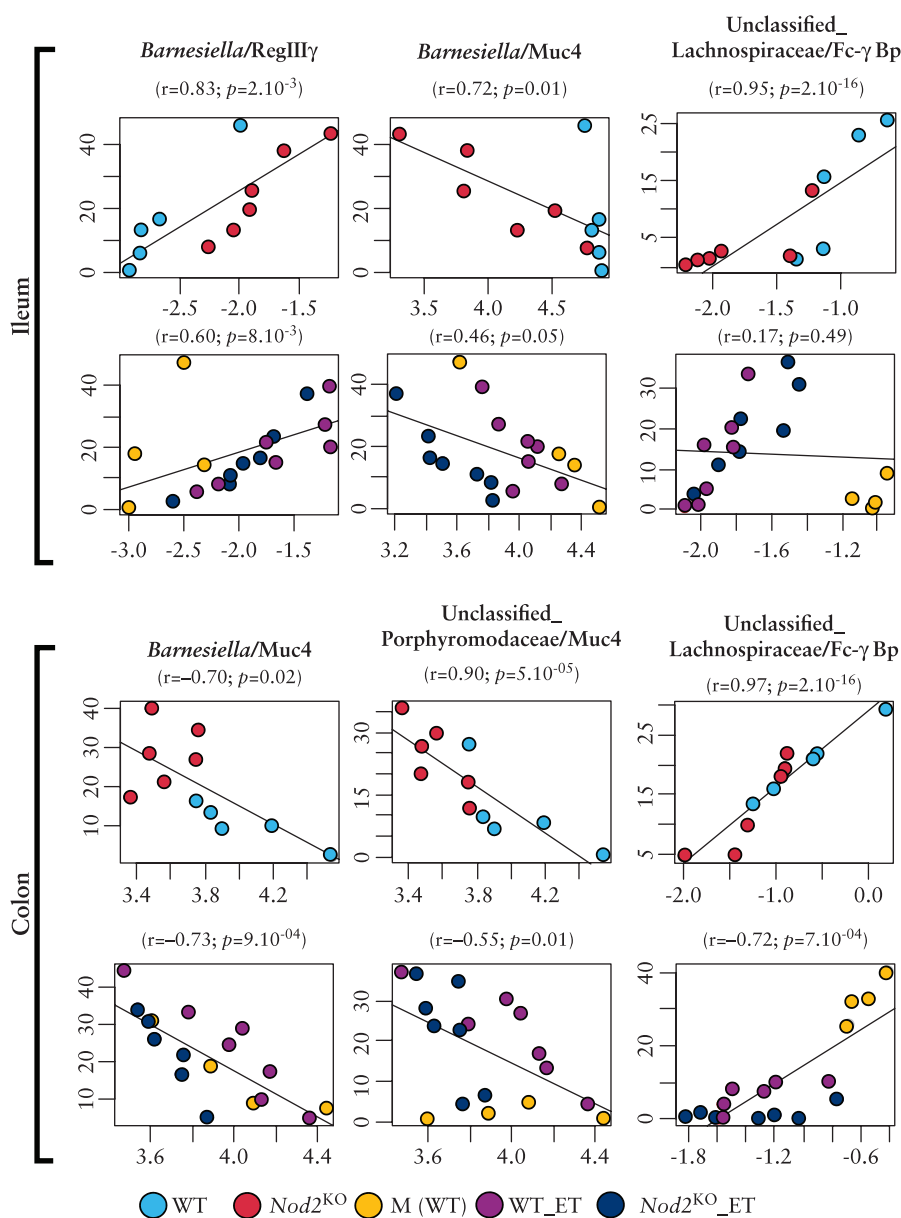 Ileum
Barnesiella/RegIIIγ
(r=0.83; p=2.10-3)
0 20 40
-2.5 -2.0 -1.5
Barnesiella/Muc4
(r=0.72; p=0.01)
0 20 40
3.5 4.0 4.5
Unclassified_
Lachnospiraceae/Fc-γ Bp
(r=0.95; p=2.10-16)
5 15 25
-2.0 -1.5 -1.0
(r=0.60; p=8.10-3)
0 20 40
-3.0 -2.5 -2.0 -1.5
(r=0.46; p=0.05)
0 20 40
3.2 3.6 4.0 4.4
(r=0.17; p=0.49)
0 10 20 30
-2.0 -1.6 -1.2
Colon
Barnesiella/Muc4
(r=–0.70; p=0.02)
10 20 30 40
3.4 3.8 4.2
Unclassified_
Porphyromodaceae/Muc4
(r=0.90; p=5.10-05)
0 15 30
3.4 3.8 4.2
Unclassified_
Lachnospiraceae/Fc-γ Bp
(r=0.97; p=2.10-16)
5 15 25
-2.0 -1.0 0.0
(r=–0.73; p=9.10-04)
10 20 30 40
3.6 4.0 4.4
(r=–0.55; p=0.01)
0 10 20 30
3.6 4.0 4.4
(r=–0.72; p=7.10-04)
0 10 20 30 40
-1.8 -1.2 -0.6
WT Nod2KO M (WT) WT_ET Nod2KO_ET